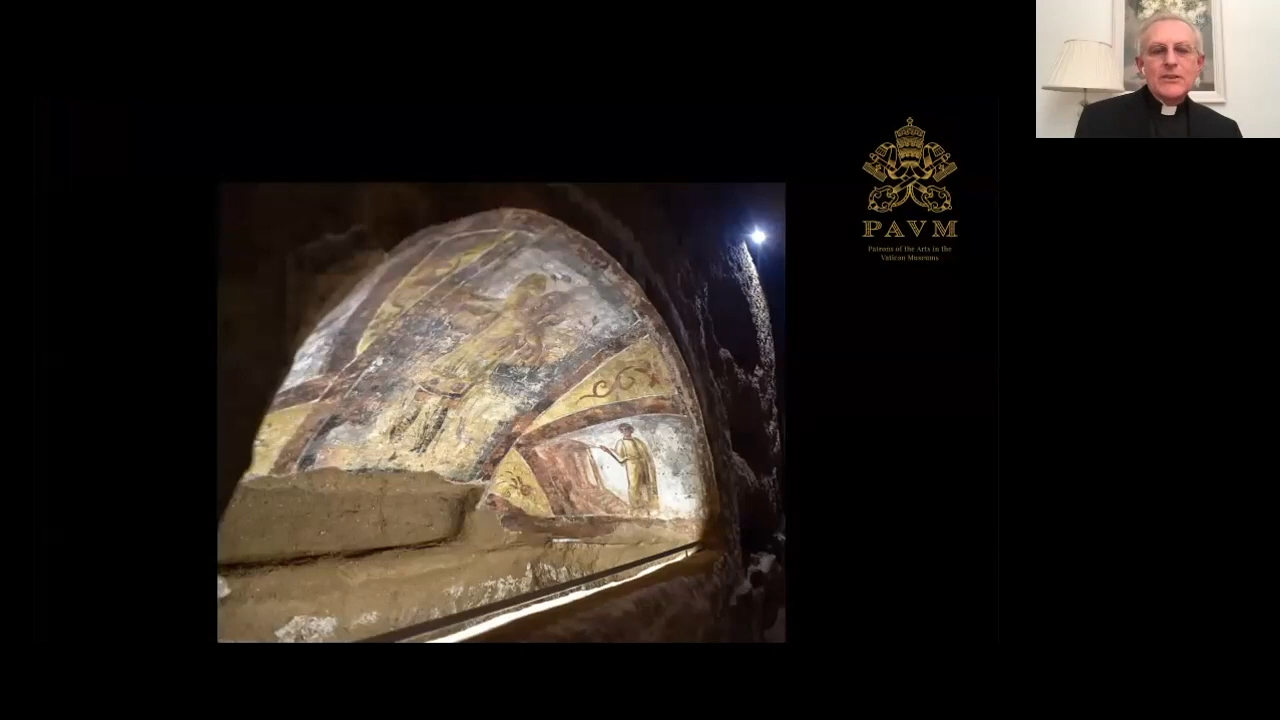 PAVM
Patrons of the Arts in the
Vatican Museums